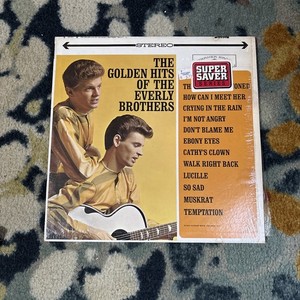 STEREO
THE
GOLDEN HITS
OF THE
EVERLY
BROTHERS
SUPER
SAVER
SERIES
HOW CAN I MEET HER
CRYING IN THE RAIN
I'M NOT ANGRY
DON'T BLAME ME
EBONY EYES
CATHY'S CLOWN
WALK RIGHT BACK
LUCILLE
SO SAD
MUSKRAT
TEMPTATION